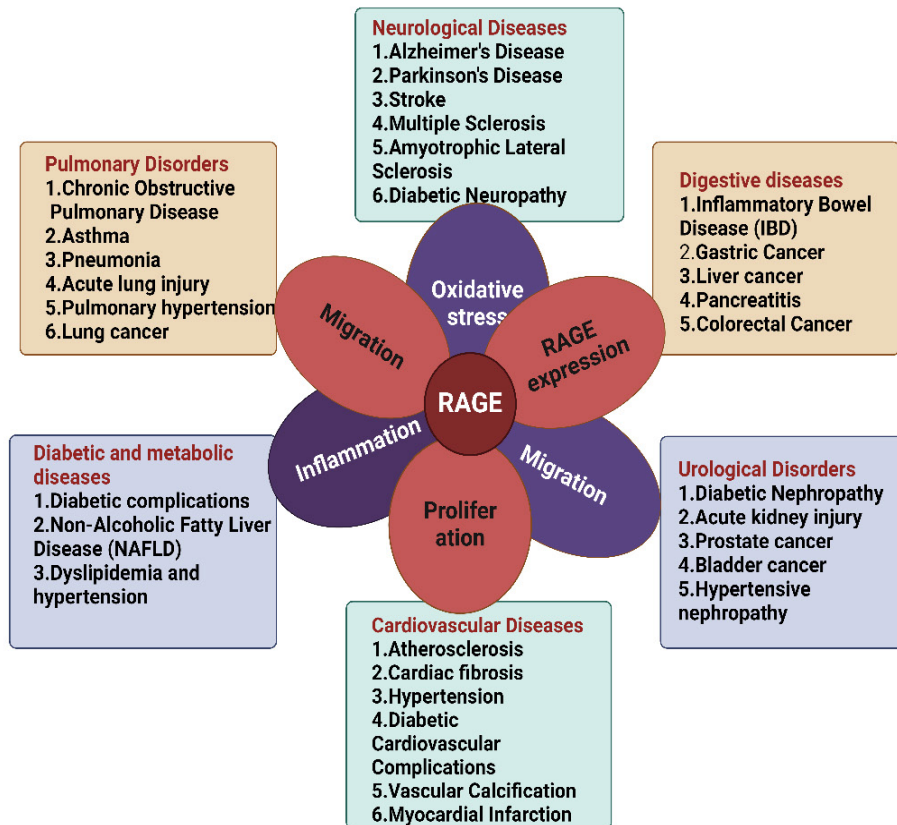 Neurological Diseases
1.Alzheimer's Disease
2.Parkinson's Disease
3.Stroke
4.Multiple Sclerosis
5.Amyotrophic Lateral
Sclerosis
6.Diabetic Neuropathy
Pulmonary Disorders
1.Chronic Obstructive
Pulmonary Disease
2.Asthma
3.Pneumonia
4.Acute lung injury
5.Pulmonary hypertension
6.Lung cancer
Digestive diseases
1.Inflammatory Bowel
Disease (IBD)
2.Gastric Cancer
3.Liver cancer
4.Pancreatitis
5.Colorectal Cancer
Oxidative
stress
Migration
RAGE
expression
RAGE
Inflammation
Migration
Prolifer
ation
Diabetic and metabolic
diseases
1.Diabetic complications
2.Non-Alcoholic Fatty Liver
Disease (NAFLD)
3.Dyslipidemia and
hypertension
Urological Disorders
1.Diabetic Nephropathy
2.Acute kidney injury
3.Prostate cancer
4.Bladder cancer
5.Hypertensive
nephropathy
Cardiovascular Diseases
1.Atherosclerosis
2.Cardiac fibrosis
3.Hypertension
4.Diabetic
Cardiovascular
Complications
5.Vascular Calcification
6.Myocardial Infarction